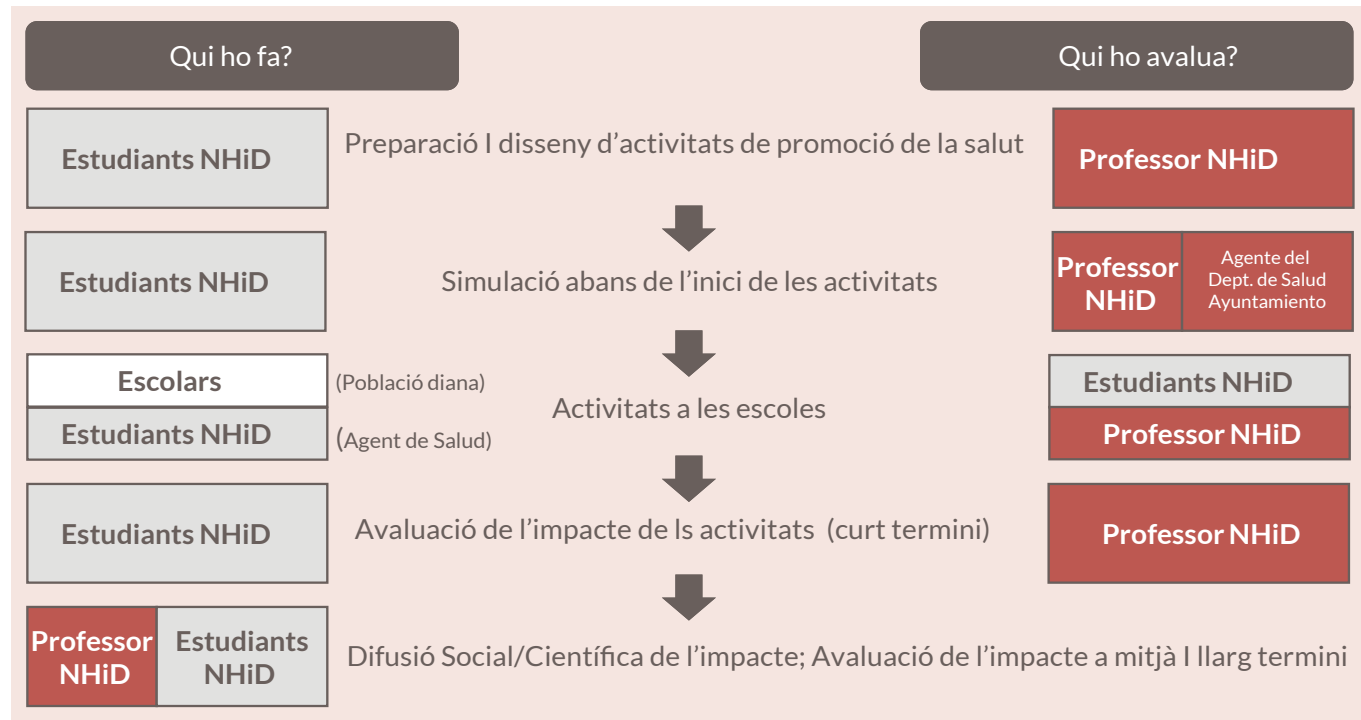 Qui ho fa?
Qui ho avalua?
Estudiants NHiD
Preparació I disseny d'activitats de promoció de la salut
Professor NHiD
Estudiants NHiD
Simulació abans de l'inici de les activitats
Professor
NHiD
Agente del
Dept. de Salud
Ayuntamiento
Escolars
(Població diana)
Estudiants NHiD
(Agent de Salud)
Activitats a les escoles
Estudiants NHiD
Professor NHiD
Estudiants NHiD
Avaluació de l'impacte de ls activitats (curt termini)
Professor NHiD
Professor
NHiD
Estudiants
NHiD
Difusió Social/Científica de l'impacte; Avaluació de l'impacte a mitjà I llarg termini